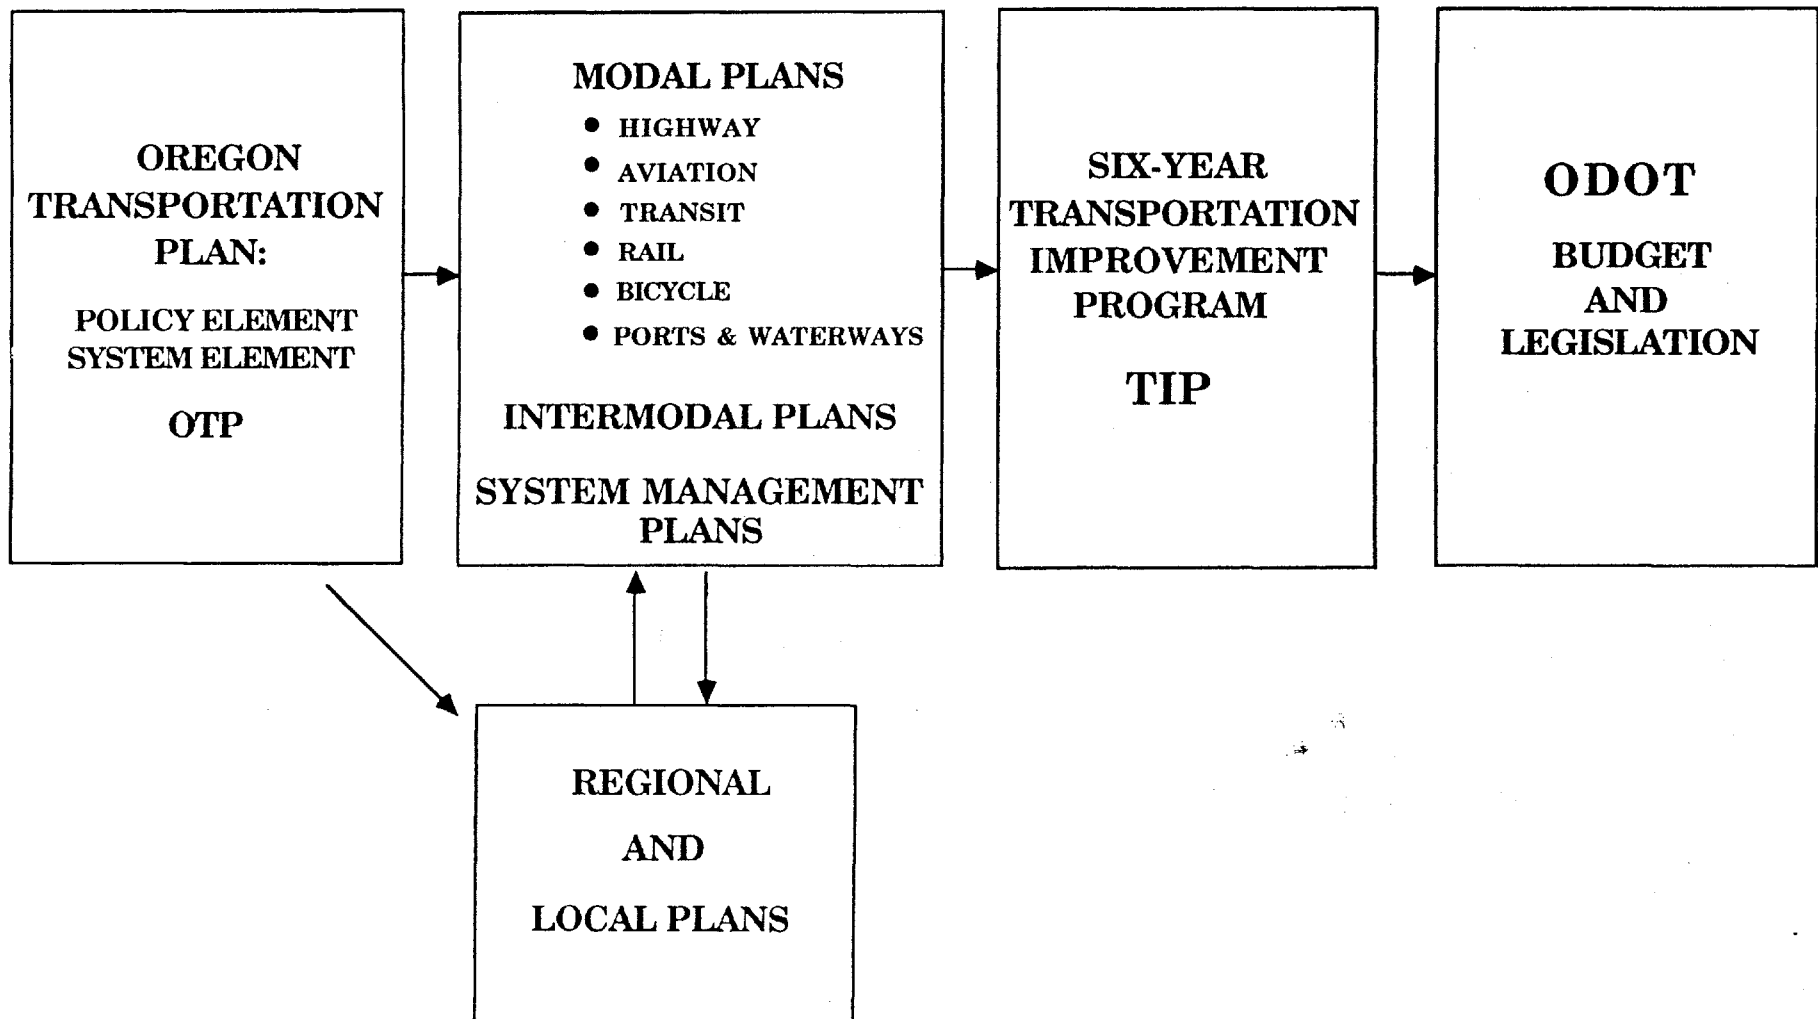 OREGON
TRANSPORTATION
PLAN:
POLICY ELEMENT
SYSTEM ELEMENT
OTP
MODAL PLANS
● HIGHWAY
● AVIATION
● TRANSIT
● RAIL
● BICYCLE
● PORTS & WATERWAYS
INTERMODAL PLANS
SYSTEM MANAGEMENT
PLANS
SIX-YEAR
TRANSPORTATION
IMPROVEMENT
PROGRAM
TIP
ODOT
BUDGET
AND
LEGISLATION
REGIONAL
AND
LOCAL PLANS